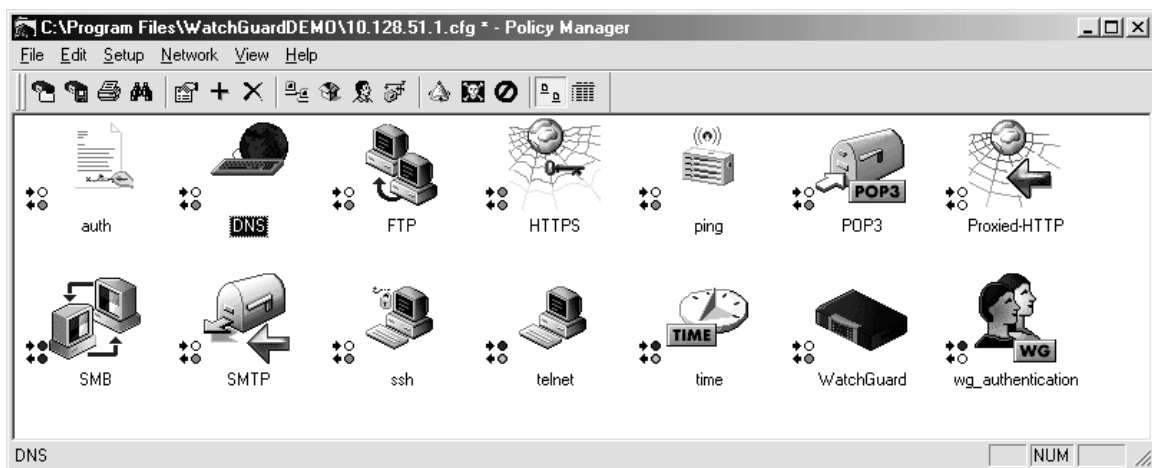 C:\Program Files\WatchGuardDEMO\10.128.51.1.cfg * - Policy Manager
File Edit Setup Network View Help
POP3
auth DNS FTP HTTPS ping POP3 Proxied-HTTP
TIME WG
SMB SMTP ssh telnet time WatchGuard wg_authentication
DNS NUM